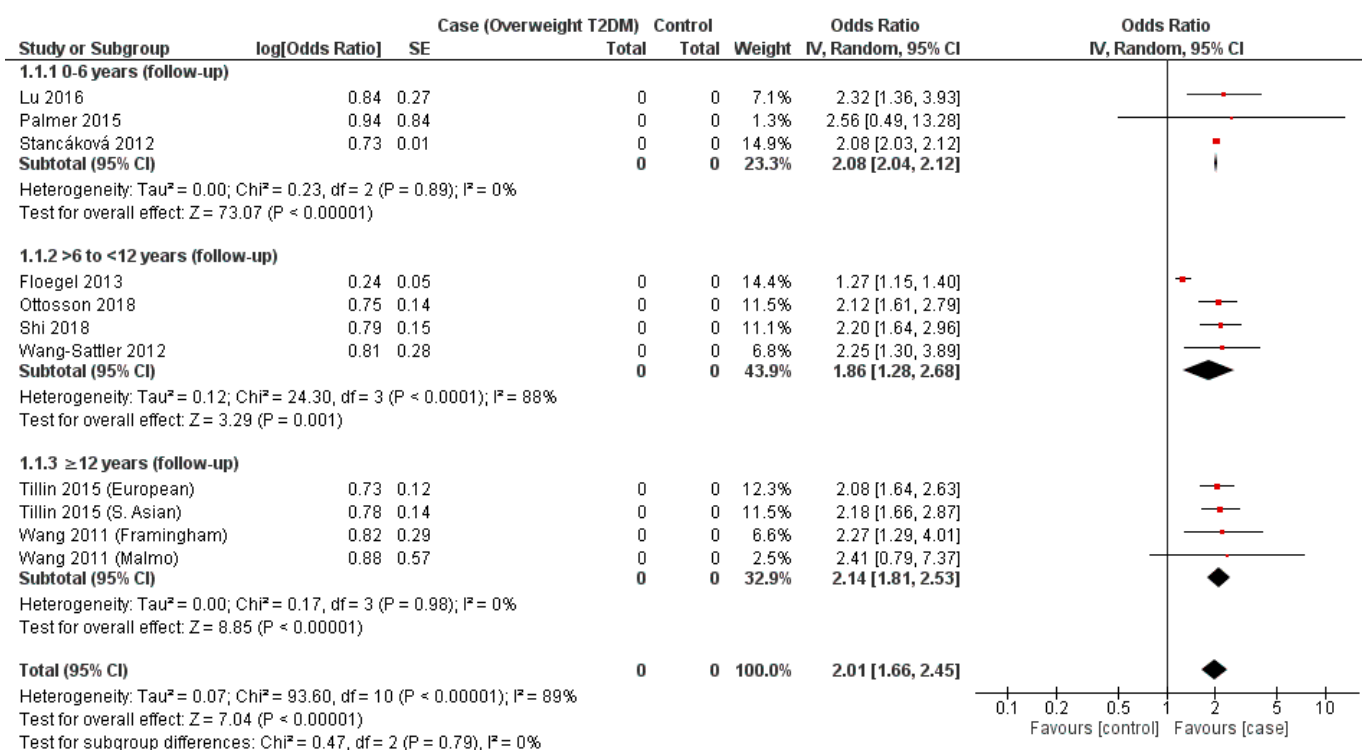 Case (Overweight T2DM) Control Odds Ratio Odds Ratio
Study or Subgroup log[Odds Ratio] SE Total Total Weight IV, Random, 95% CI IV, Random, 95% CI
1.1.1 0-6 years (follow-up)
Lu 2016 0.84 0.27 0 0 7.1% 2.32 [1.36, 3.93]
Palmer 2015 0.94 0.84 0 0 1.3% 2.56 [0.49, 13.28]
Stancáková 2012 0.73 0.01 0 0 14.9% 2.08 [2.03, 2.12]
Subtotal (95% CI) 0 0 23.3% 2.08 [2.04, 2.12]
Heterogeneity: Tau² = 0.00; Chi² = 0.23, df = 2 (P = 0.89); I² = 0%
Test for overall effect: Z = 73.07 (P < 0.00001)
1.1.2 >6 to <12 years (follow-up)
Floegel 2013 0.24 0.05 0 0 14.4% 1.27 [1.15, 1.40]
Ottosson 2018 0.75 0.14 0 0 11.5% 2.12 [1.61, 2.79]
Shi 2018 0.79 0.15 0 0 11.1% 2.20 [1.64, 2.96]
Wang-Sattler 2012 0.81 0.28 0 0 6.8% 2.25 [1.30, 3.89]
Subtotal (95% CI) 0 0 43.9% 1.86 [1.28, 2.68]
Heterogeneity: Tau² = 0.12; Chi² = 24.30, df = 3 (P < 0.0001); I² = 88%
Test for overall effect: Z = 3.29 (P = 0.001)
1.1.3 ≥12 years (follow-up)
Tillin 2015 (European) 0.73 0.12 0 0 12.3% 2.08 [1.64, 2.63]
Tillin 2015 (S. Asian) 0.78 0.14 0 0 11.5% 2.18 [1.66, 2.87]
Wang 2011 (Framingham) 0.82 0.29 0 0 6.6% 2.27 [1.29, 4.01]
Wang 2011 (Malmo) 0.88 0.57 0 0 2.5% 2.41 [0.79, 7.37]
Subtotal (95% CI) 0 0 32.9% 2.14 [1.81, 2.53]
Heterogeneity: Tau² = 0.00; Chi² = 0.17, df = 3 (P = 0.98); I² = 0%
Test for overall effect: Z = 8.85 (P < 0.00001)
Total (95% CI) 0 0 100.0% 2.01 [1.66, 2.45]
Heterogeneity: Tau² = 0.07; Chi² = 93.60, df = 10 (P < 0.00001); I² = 89%
Test for overall effect: Z = 7.04 (P < 0.00001)
Test for subgroup differences: Chi² = 0.47, df = 2 (P = 0.79), I² = 0%
0.1 0.2 0.5 1 2 5 10
Favours [control] Favours [case]